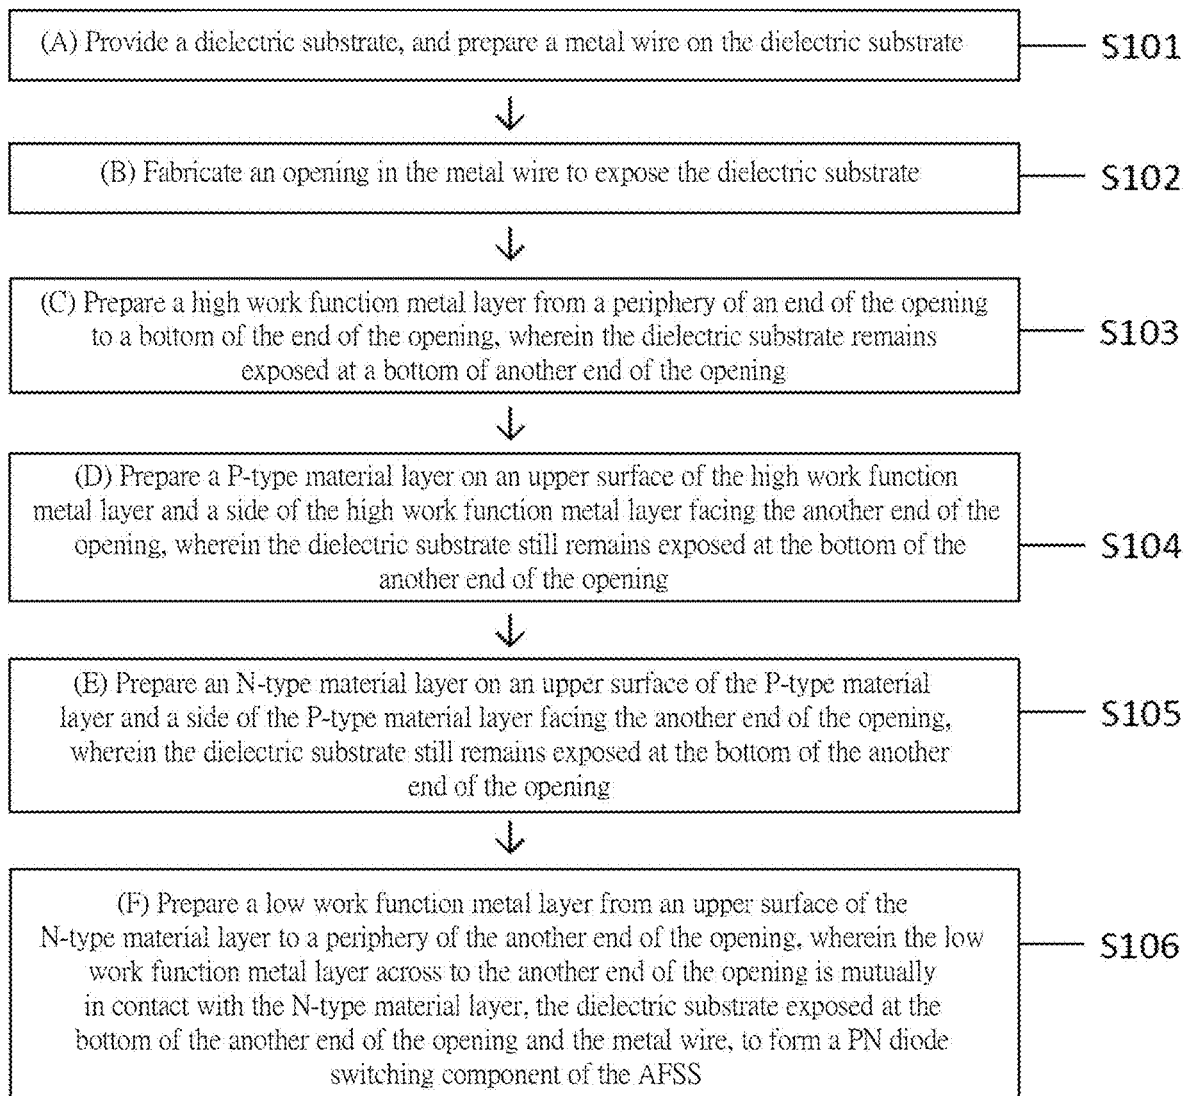 (A) Provide a dielectric substrate, and prepare a metal wire on the dielectric substrate
S101
(B) Fabricate an opening in the metal wire to expose the dielectric substrate
S102
(C) Prepare a high work function metal layer from a periphery of an end of the opening
to a bottom of the end of the opening, wherein the dielectric substrate remains
exposed at a bottom of another end of the opening
S103
(D) Prepare a P-type material layer on an upper surface of the high work function
metal layer and a side of the high work function metal layer facing the another end of the
opening, wherein the dielectric substrate still remains exposed at the bottom of the
another end of the opening
S104
(E) Prepare an N-type material layer on an upper surface of the P-type material
layer and a side of the P-type material layer facing the another end of the opening,
wherein the dielectric substrate still remains exposed at the bottom of the another
end of the opening
S105
(F) Prepare a low work function metal layer from an upper surface of the
N-type material layer to a periphery of the another end of the opening, wherein the low
work function metal layer across to the another end of the opening is mutually
in contact with the N-type material layer, the dielectric substrate exposed at the
bottom of the another end of the opening and the metal wire, to form a PN diode
switching component of the AFSS
S106